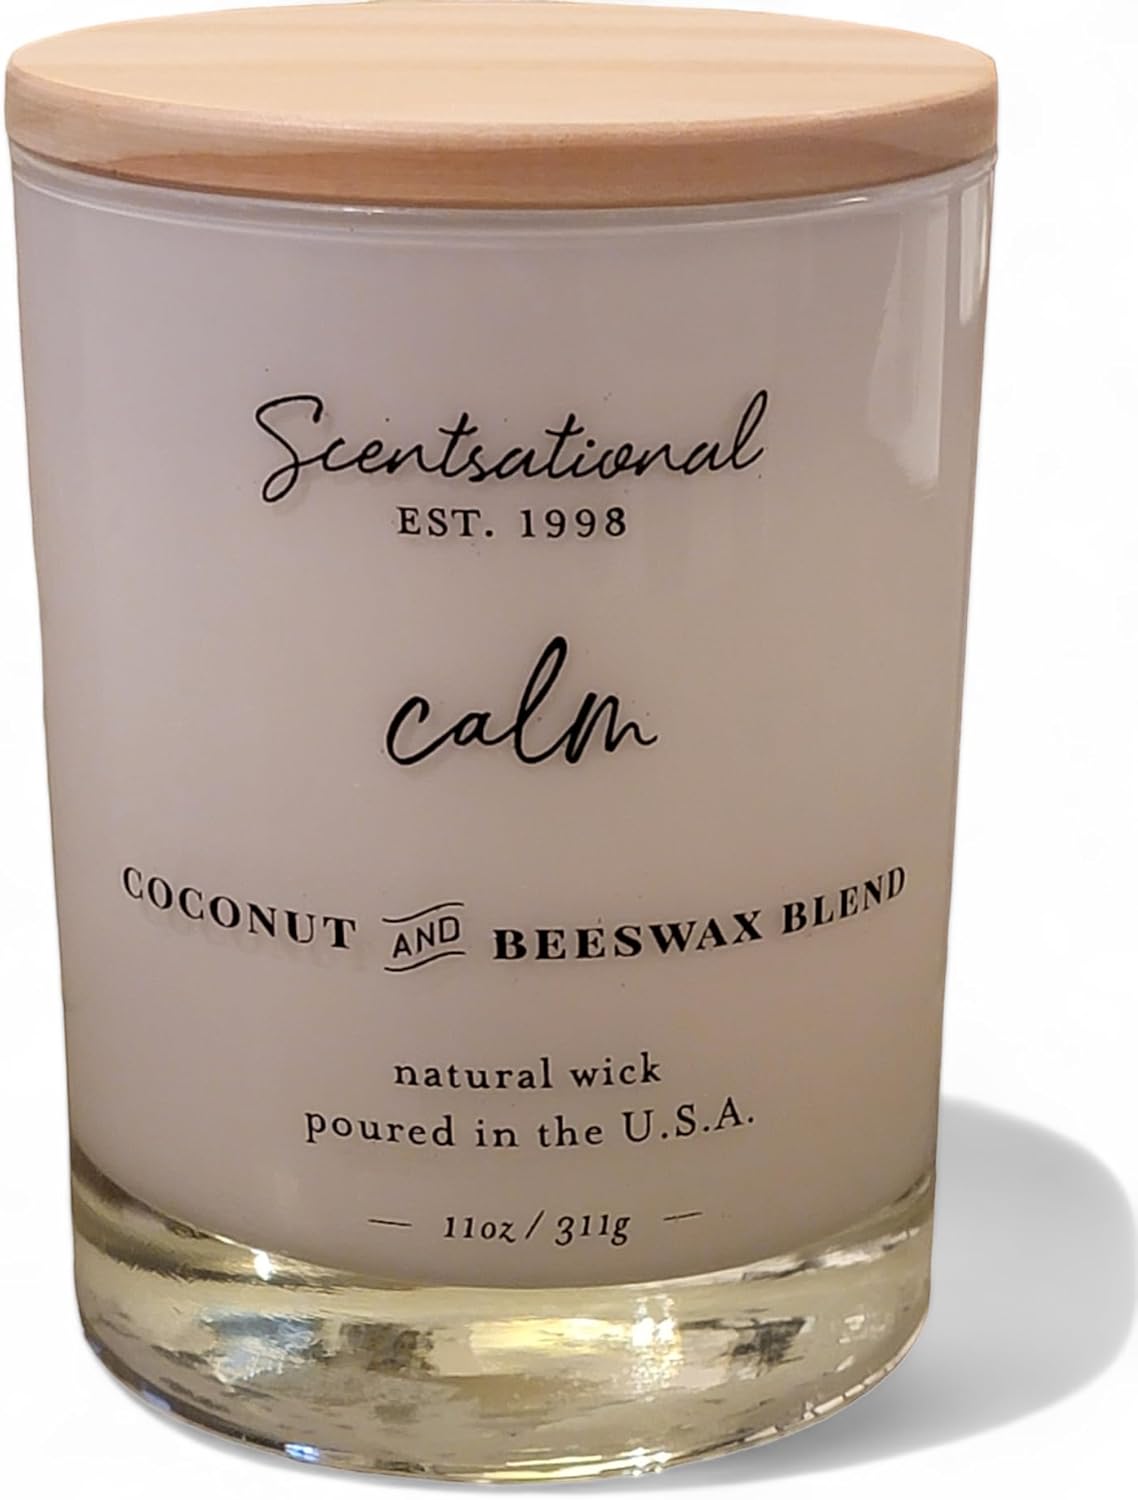 Scentsational
EST. 1998
calm
COCONUT AND BEESWAX BLEND
natural wick
poured in the U.S.A.
— 11oz / 311g —